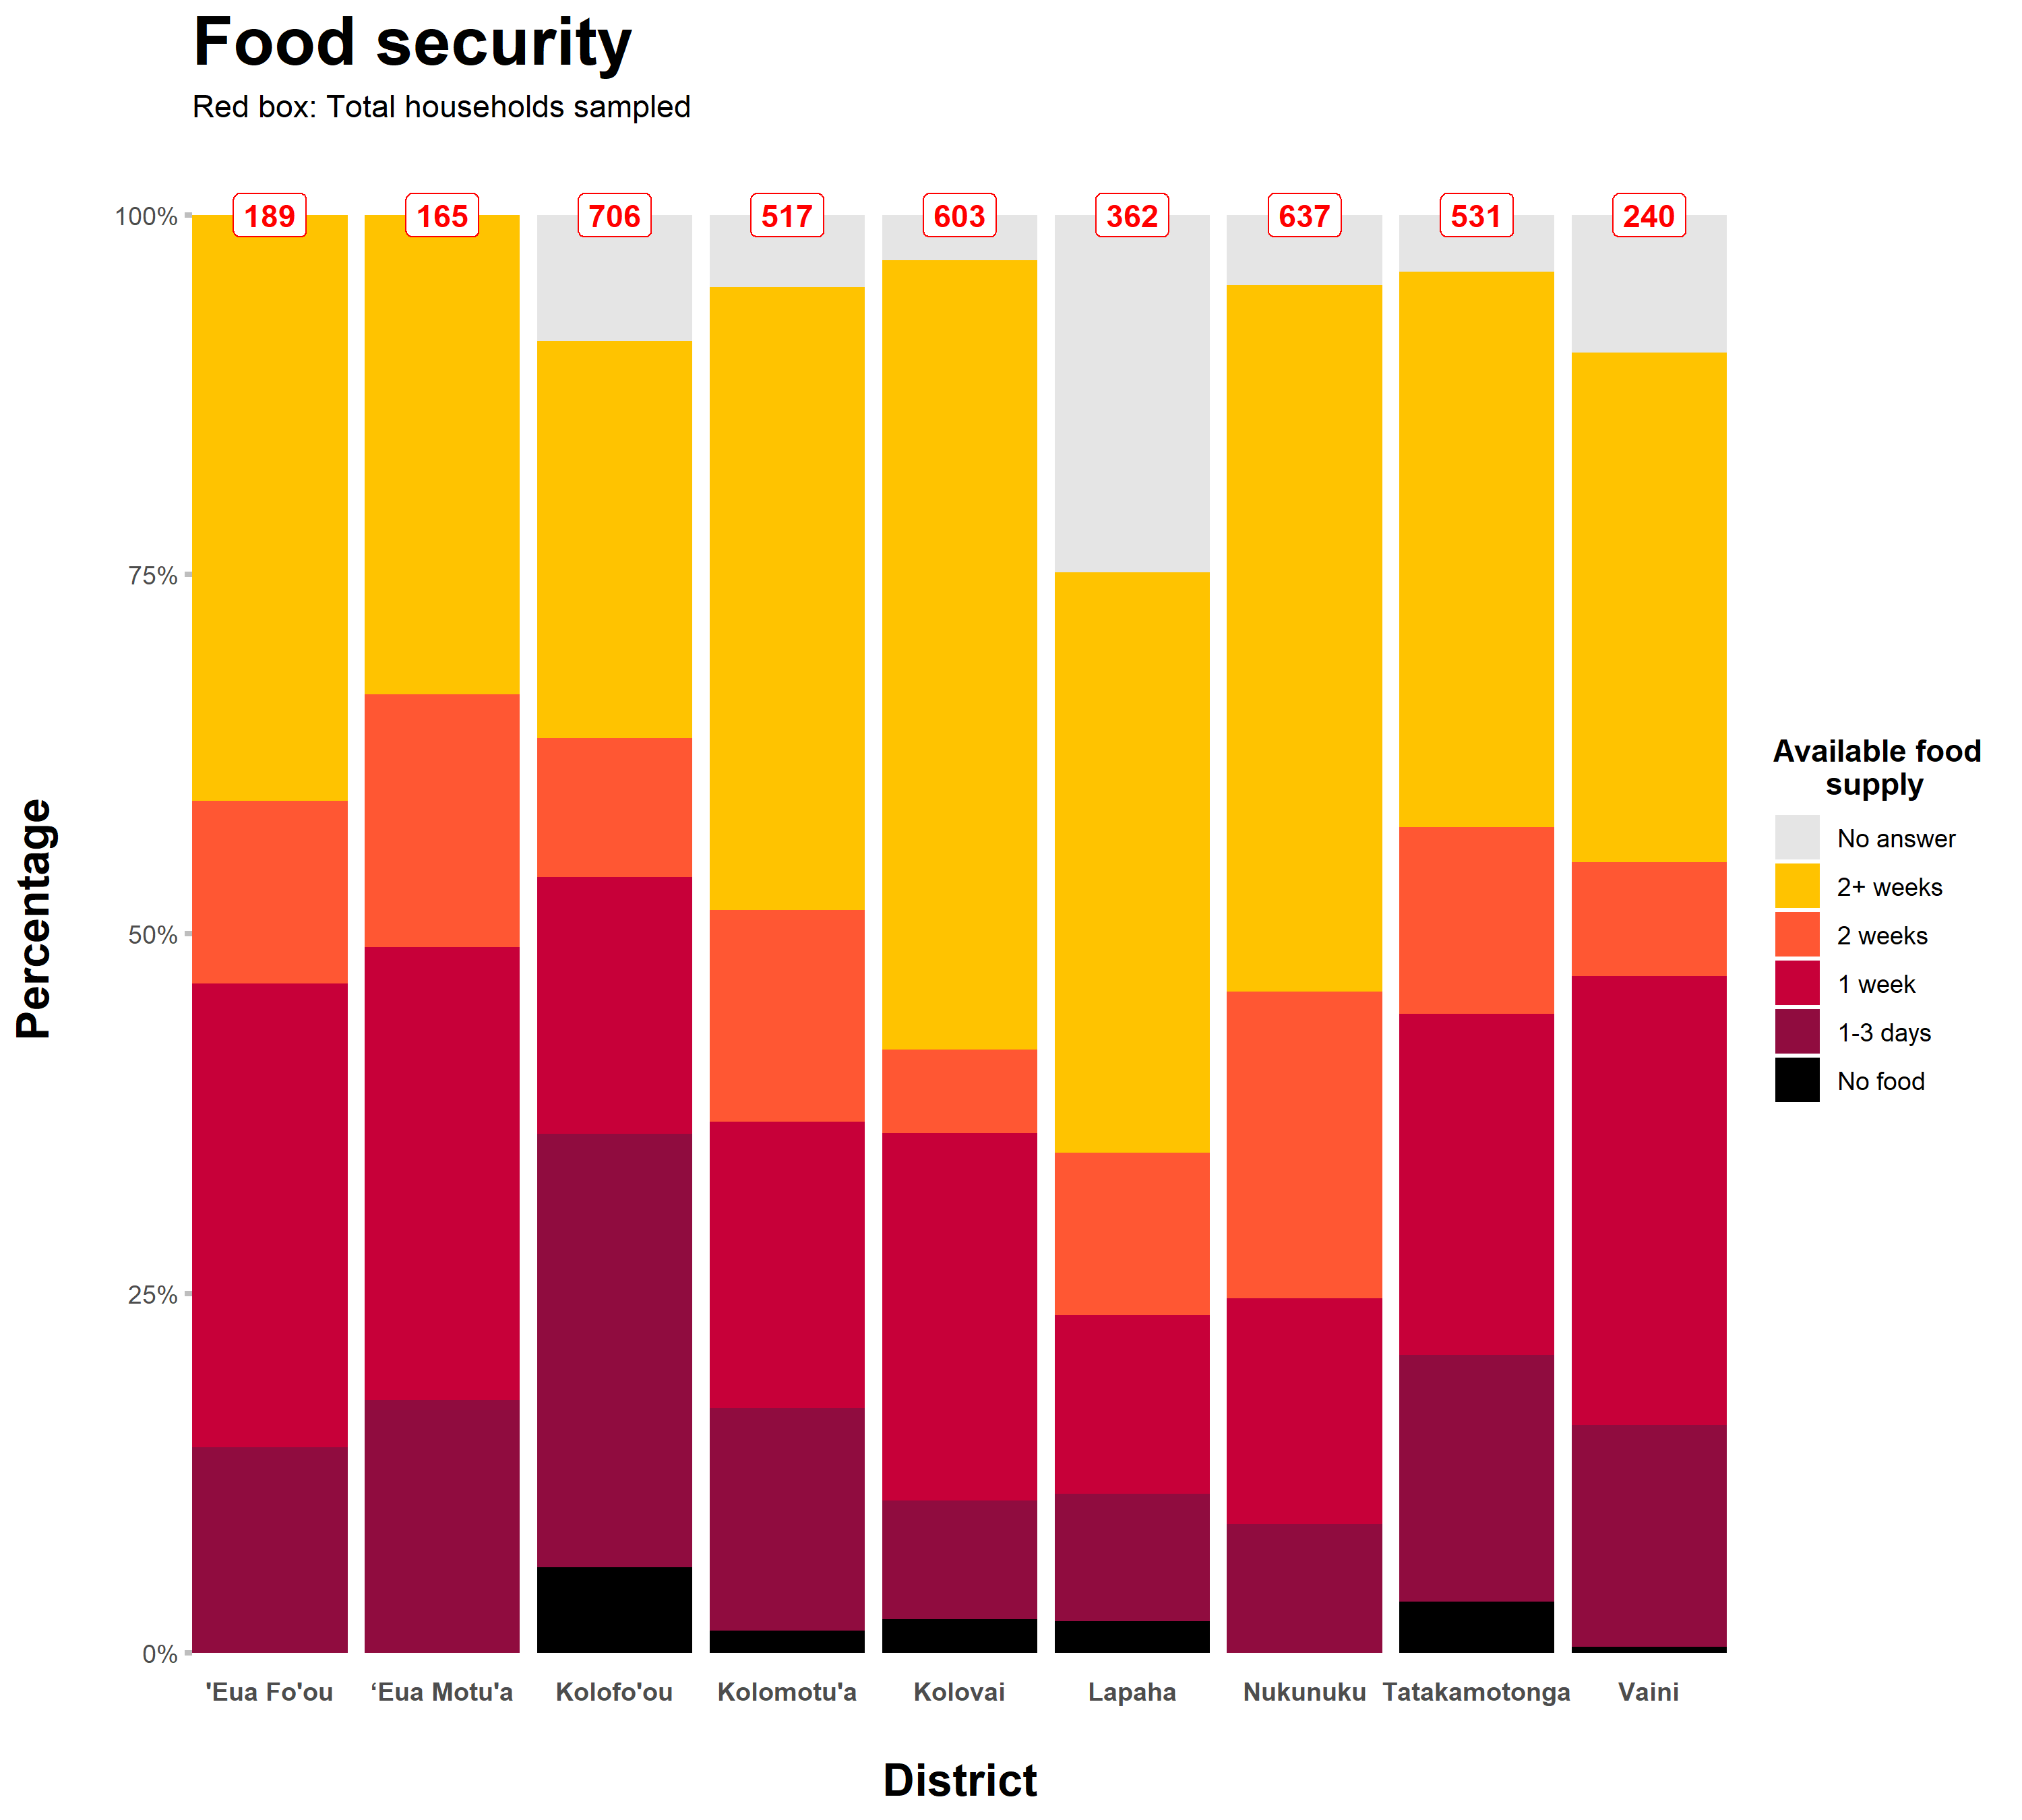 Food security
Red box: Total households sampled
189 165 706 517 603 362 637 531 240
100%
75%
50%
25%
0%
Percentage
'Eua Fo'ou ‘Eua Motu'a Kolofo'ou Kolomotu'a Kolovai Lapaha Nukunuku Tatakamotonga Vaini
District
Available food
supply
No answer
2+ weeks
2 weeks
1 week
1-3 days
No food